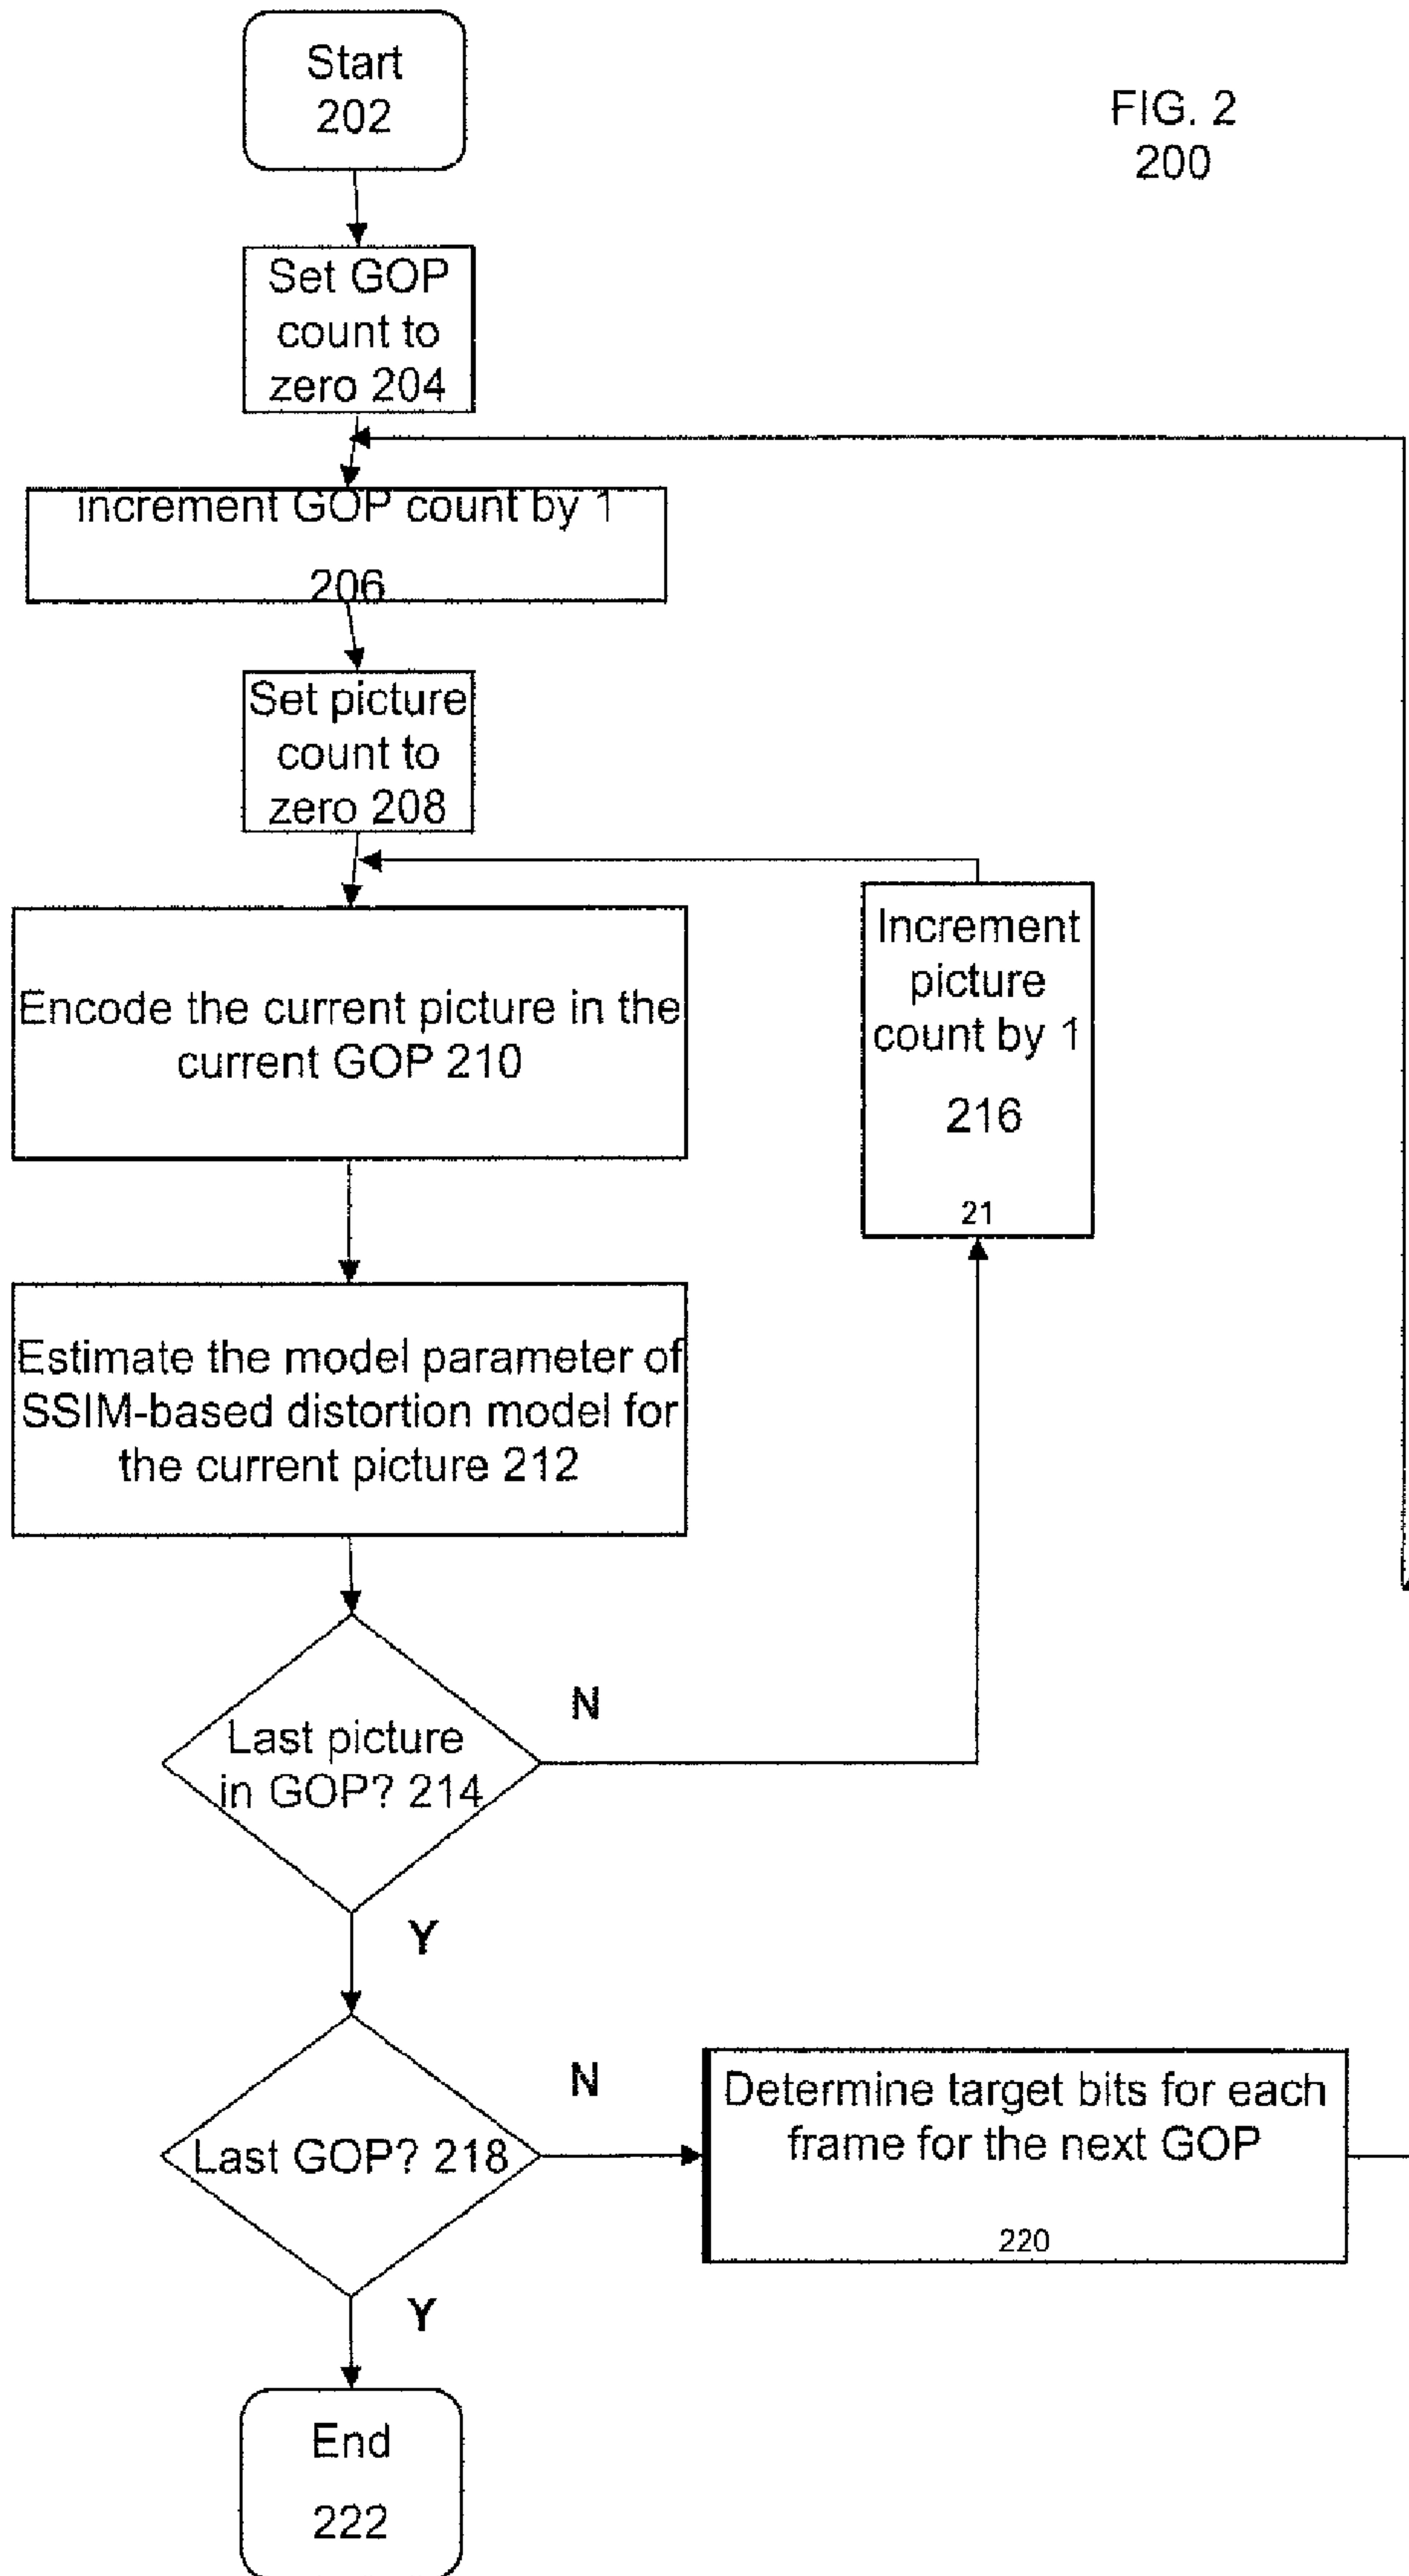 Start
202
FIG. 2
200
Set GOP
count to
zero 204
increment GOP count by 1
206
Set picture
count to
zero 208
Encode the current picture in the
current GOP 210
Increment
picture
count by 1
216
21
Estimate the model parameter of
SSIM-based distortion model for
the current picture 212
Last picture
in GOP? 214
N
Y
Last GOP? 218
N
Determine target bits for each
frame for the next GOP
220
Y
End
222